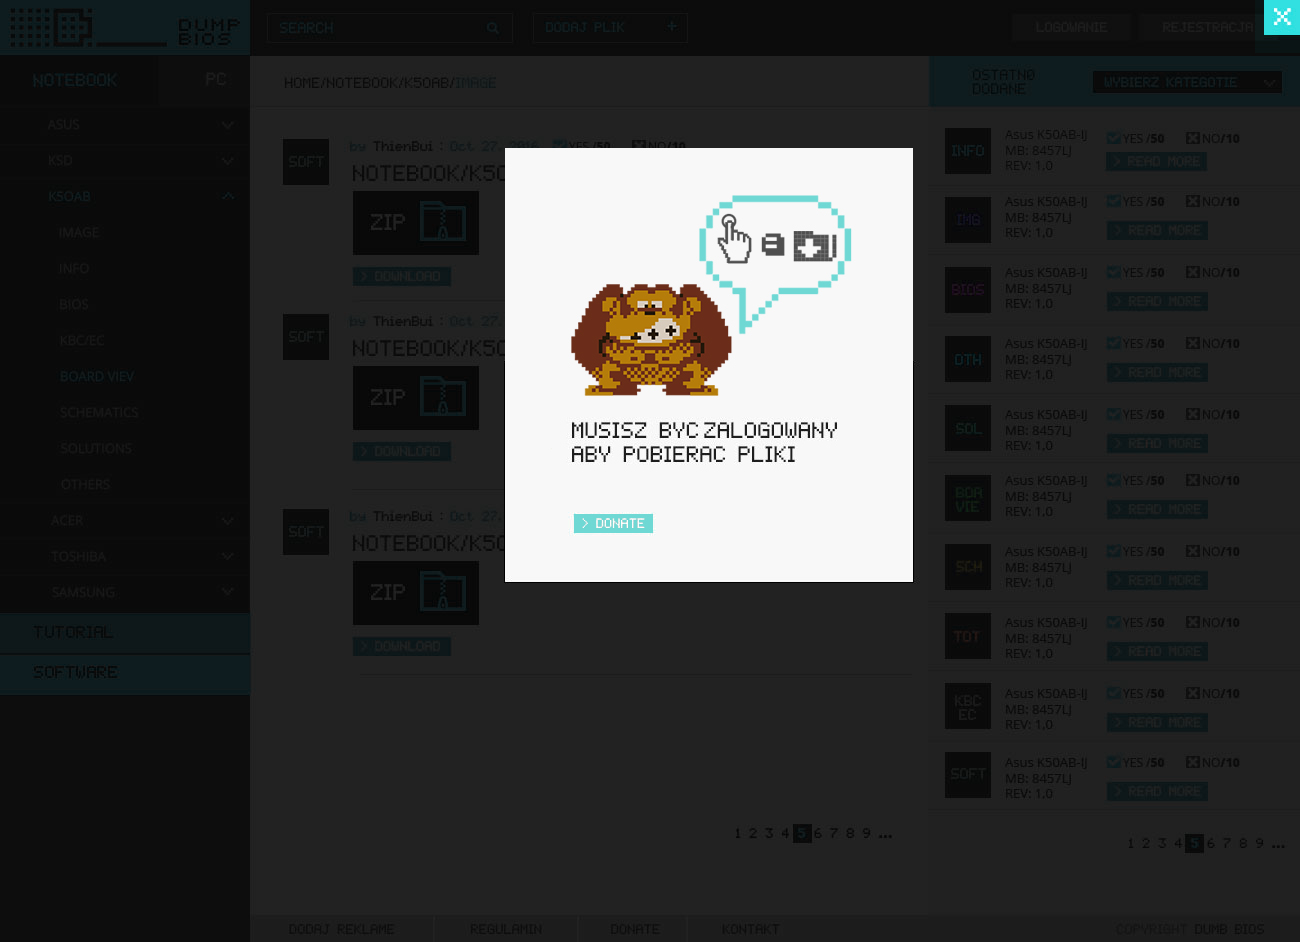 DUMP
BIOS
SEARCH
DODAJ PLIK +
LOGOWANIE
REJESTRACJA
NOTEBOOK
PC
ASUS
KSD
K50AB
IMAGE
INFO
BIOS
KBC/EC
BOARD VIEV
SCHEMATICS
SOLUTIONS
OTHERS
ACER
TOSHIBA
SAMSUNG
TUTORIAL
SOFTWARE
HOME/NOTEBOOK/K50AB/IMAGE
SOFT
by ThienBui : Oct 27, 2016
YES /50
NO/10
NOTEBOOK/K5
ZIP
> DOWNLOAD
SOFT
by ThienBui : Oct 27,
NOTEBOOK/K5
ZIP
> DOWNLOAD
SOFT
by ThienBui : Oct 27,
NOTEBOOK/K5
ZIP
> DOWNLOAD
1 2 3 4 5 6 7 8 9 ...
a
MUSISZ BYC ZALOGOWANY
ABY POBIERAC PLIKI
> DONATE
OSTATNO
DODANE
WYBIERZ KATEGOTIE
INFO
Asus K50AB-IJ
MB: 8457LJ
REV: 1.0
YES /50
NO/10
> READ MORE
IMG
Asus K50AB-IJ
MB: 8457LJ
REV: 1.0
YES /50
NO/10
> READ MORE
BIOS
Asus K50AB-IJ
MB: 8457LJ
REV: 1.0
YES /50
NO/10
> READ MORE
OTH
Asus K50AB-IJ
MB: 8457LJ
REV: 1.0
YES /50
NO/10
> READ MORE
SOL
Asus K50AB-IJ
MB: 8457LJ
REV: 1.0
YES /50
NO/10
> READ MORE
BOA
VIE
Asus K50AB-IJ
MB: 8457LJ
REV: 1.0
YES /50
NO/10
> READ MORE
SCH
Asus K50AB-IJ
MB: 8457LJ
REV: 1.0
YES /50
NO/10
> READ MORE
TOT
Asus K50AB-IJ
MB: 8457LJ
REV: 1.0
YES /50
NO/10
> READ MORE
KBC
EC
Asus K50AB-IJ
MB: 8457LJ
REV: 1.0
YES /50
NO/10
> READ MORE
SOFT
Asus K50AB-IJ
MB: 8457LJ
REV: 1.0
YES /50
NO/10
> READ MORE
1 2 3 4 5 6 7 8 9 ...
DODAJ REKLAME
REGULAMIN
DONATE
KONTAKT
COPYRIGHT DUMB BIOS